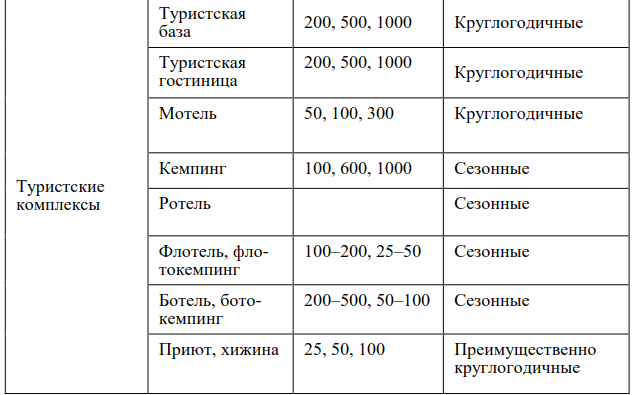 Туристские
комплексы
Туристская
база
200, 500, 1000
Круглогодичные
Туристская
гостиница
200, 500, 1000
Круглогодичные
Мотель
50, 100, 300
Круглогодичные
Кемпинг
100, 600, 1000
Сезонные
Ротель
Сезонные
Флотель, фло-
токемпинг
100–200, 25–50
Сезонные
Ботель, бото-
кемпинг
200–500, 50–100
Сезонные
Приют, хижина
25, 50, 100
Преимущественно
круглогодичные